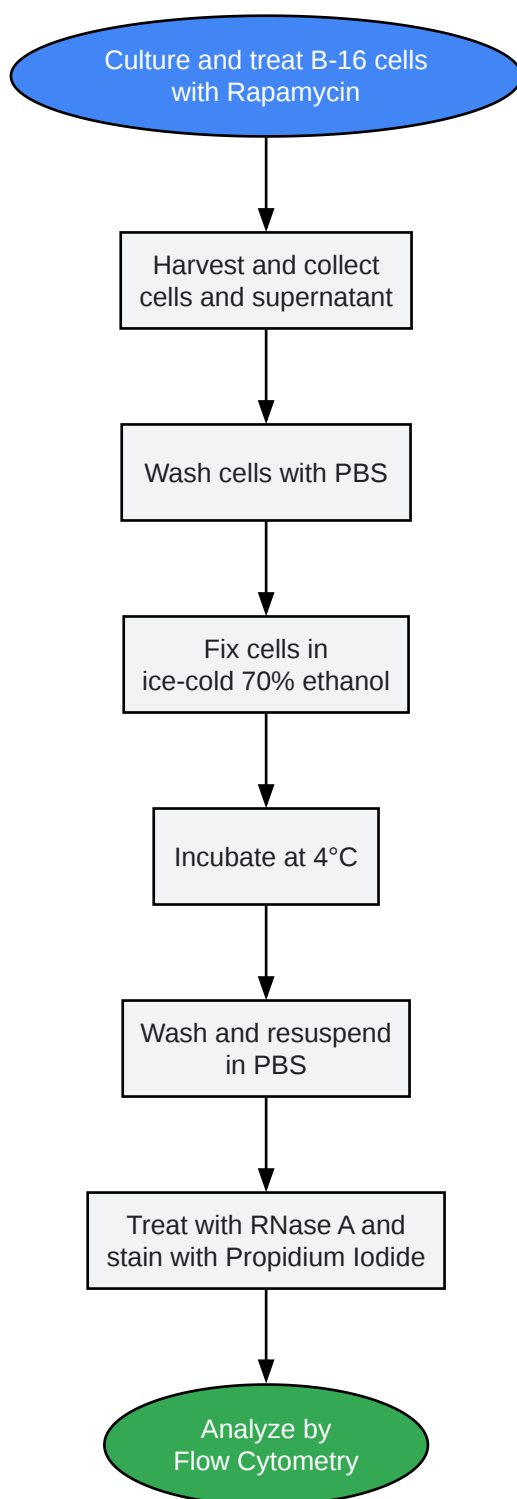 Culture and treat B-16 cells
with Rapamycin
Harvest and collect
cells and supernatant
Wash cells with PBS
Fix cells in
ice-cold 70% ethanol
Incubate at 4°C
Wash and resuspend
in PBS
Treat with RNase A and
stain with Propidium Iodide
Analyze by
Flow Cytometry